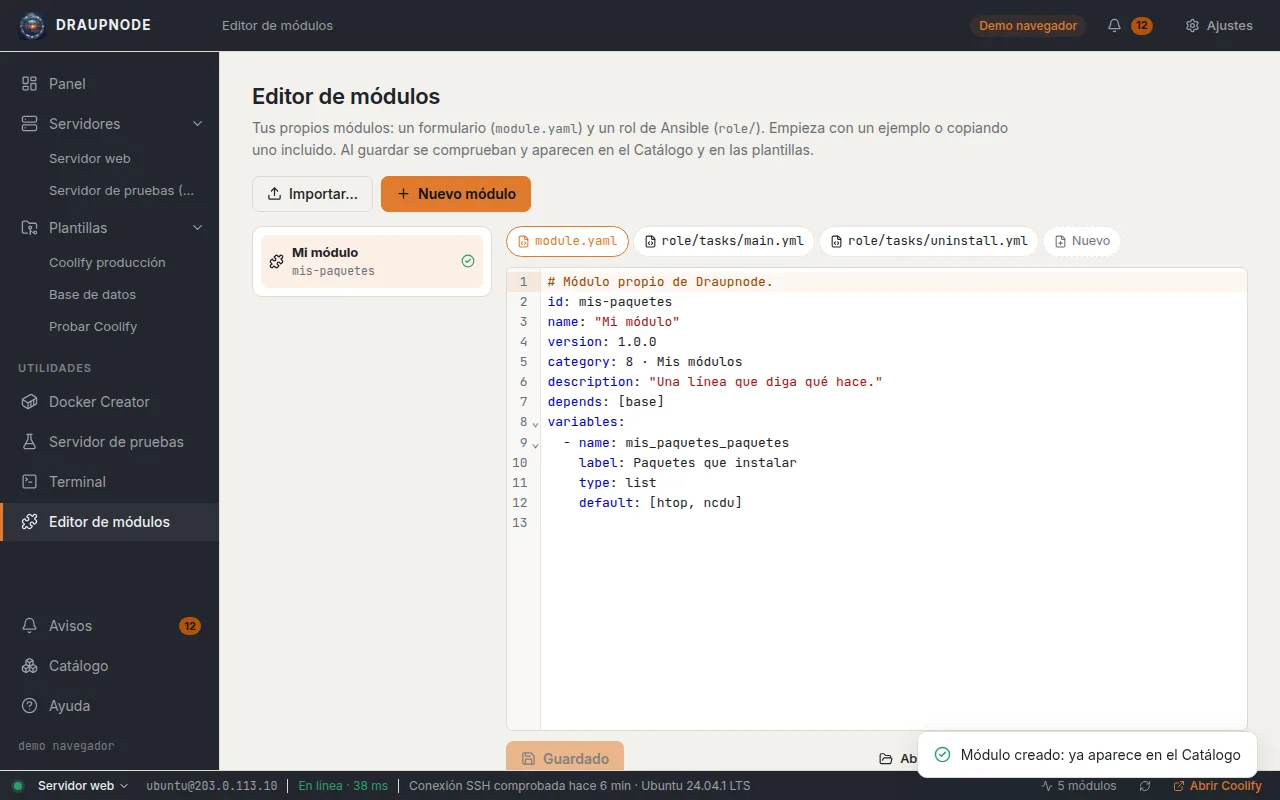 DRAUPNODE
Editor de módulos
Demo navegador
12
Ajustes
Panel
Servidores
Servidor web
Servidor de pruebas (...
Plantillas
Coolify producción
Base de datos
Probar Coolify
UTILIDADES
Docker Creator
Servidor de pruebas
Terminal
Editor de módulos
Avisos
12
Catálogo
Ayuda
demo navegador
Editor de módulos
Tus propios módulos: un formulario (module.yaml) y un rol de Ansible (role/). Empieza con un ejemplo o copiando
uno incluido. Al guardar se comprueban y aparecen en el Catálogo y en las plantillas.
Importar...
Nuevo módulo
Mi módulo
mis-paquetes
module.yaml
role/tasks/main.yml
role/tasks/uninstall.yml
Nuevo
1 # Módulo propio de Draupnode.
2 id: mis-paquetes
3 name: "Mi módulo"
4 version: 1.0.0
5 category: 8 · Mis módulos
6 description: "Una línea que diga qué hace."
7 depends: [base]
8 variables:
9 - name: mis_paquetes_paquetes
10 label: Paquetes que instalar
11 type: list
12 default: [htop, ncdu]
13
Guardado
Ab
Módulo creado: ya aparece en el Catálogo
Servidor web
ubuntu@203.0.113.10
En línea · 38 ms
Conexión SSH comprobada hace 6 min · Ubuntu 24.04.1 LTS
5 módulos
Abrir Coolify